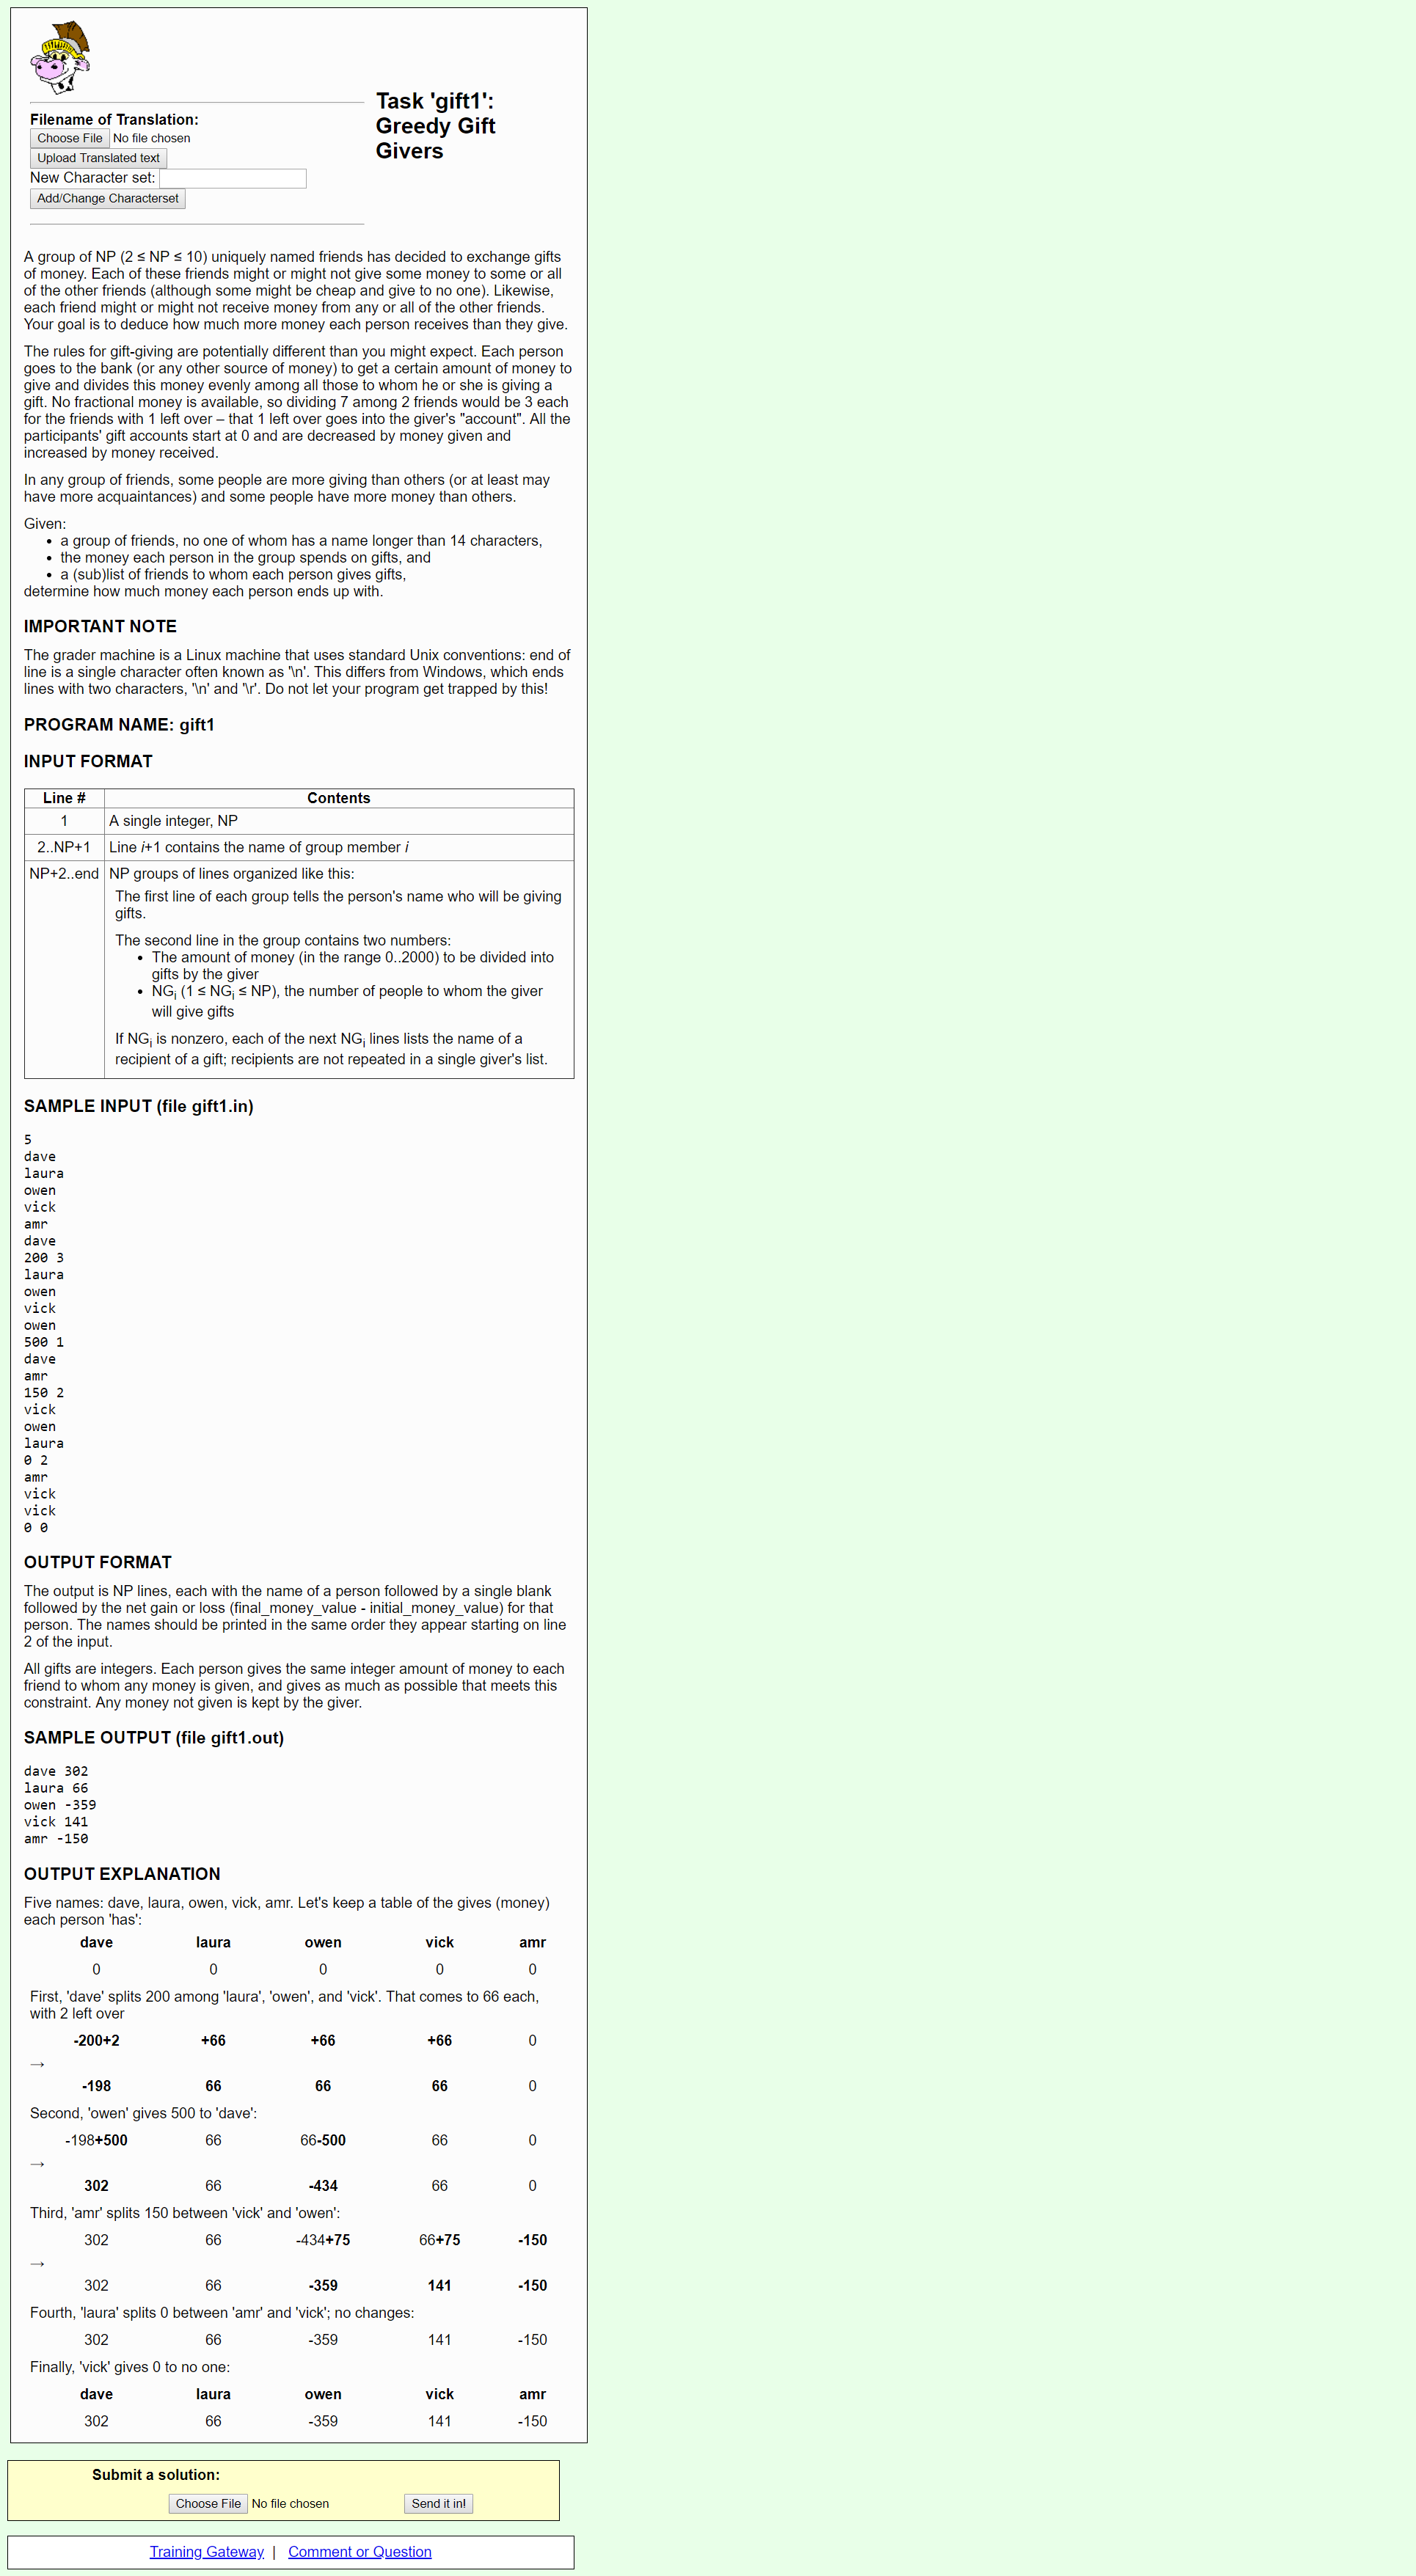 Task 'gift1':
Greedy Gift
Givers
Filename of Translation:
Choose File No file chosen
Upload Translated text
New Character set:
Add/Change Characterset
A group of NP (2 ≤ NP ≤ 10) uniquely named friends has decided to exchange gifts
of money. Each of these friends might or might not give some money to some or all
of the other friends (although some might be cheap and give to no one). Likewise,
each friend might or might not receive money from any or all of the other friends.
Your goal is to deduce how much more money each person receives than they give.
The rules for gift-giving are potentially different than you might expect. Each person
goes to the bank (or any other source of money) to get a certain amount of money to
give and divides this money evenly among all those to whom he or she is giving a
gift. No fractional money is available, so dividing 7 among 2 friends would be 3 each
for the friends with 1 left over – that 1 left over goes into the giver's "account". All the
participants' gift accounts start at 0 and are decreased by money given and
increased by money received.
In any group of friends, some people are more giving than others (or at least may
have more acquaintances) and some people have more money than others.
Given:
• a group of friends, no one of whom has a name longer than 14 characters,
• the money each person in the group spends on gifts, and
• a (sub)list of friends to whom each person gives gifts,
determine how much money each person ends up with.
IMPORTANT NOTE
The grader machine is a Linux machine that uses standard Unix conventions: end of
line is a single character often known as '\n'. This differs from Windows, which ends
lines with two characters, '\n' and '\r'. Do not let your program get trapped by this!
PROGRAM NAME: gift1
INPUT FORMAT
Line # Contents
1 A single integer, NP
2..NP+1 Line i+1 contains the name of group member i
NP+2..end NP groups of lines organized like this:
The first line of each group tells the person's name who will be giving
gifts.
The second line in the group contains two numbers:
• The amount of money (in the range 0..2000) to be divided into
gifts by the giver
• NGi (1 ≤ NGi ≤ NP), the number of people to whom the giver
will give gifts
If NGi is nonzero, each of the next NGi lines lists the name of a
recipient of a gift; recipients are not repeated in a single giver's list.
SAMPLE INPUT (file gift1.in)
5
dave
laura
owen
vick
amr
dave
200 3
laura
owen
vick
owen
500 1
dave
amr
150 2
vick
owen
laura
0 2
amr
vick
vick
0 0
OUTPUT FORMAT
The output is NP lines, each with the name of a person followed by a single blank
followed by the net gain or loss (final_money_value - initial_money_value) for that
person. The names should be printed in the same order they appear starting on line
2 of the input.
All gifts are integers. Each person gives the same integer amount of money to each
friend to whom any money is given, and gives as much as possible that meets this
constraint. Any money not given is kept by the giver.
SAMPLE OUTPUT (file gift1.out)
dave 302
laura 66
owen -359
vick 141
amr -150
OUTPUT EXPLANATION
Five names: dave, laura, owen, vick, amr. Let's keep a table of the gives (money)
each person 'has':
dave laura owen vick amr
0 0 0 0 0
First, 'dave' splits 200 among 'laura', 'owen', and 'vick'. That comes to 66 each,
with 2 left over
-200+2 +66 +66 +66 0
→
-198 66 66 66 0
Second, 'owen' gives 500 to 'dave':
-198+500 66 66-500 66 0
→
302 66 -434 66 0
Third, 'amr' splits 150 between 'vick' and 'owen':
302 66 -434+75 66+75 -150
→
302 66 -359 141 -150
Fourth, 'laura' splits 0 between 'amr' and 'vick'; no changes:
302 66 -359 141 -150
Finally, 'vick' gives 0 to no one:
dave laura owen vick amr
302 66 -359 141 -150
Submit a solution:
Choose File No file chosen Send it in!
Training Gateway | Comment or Question